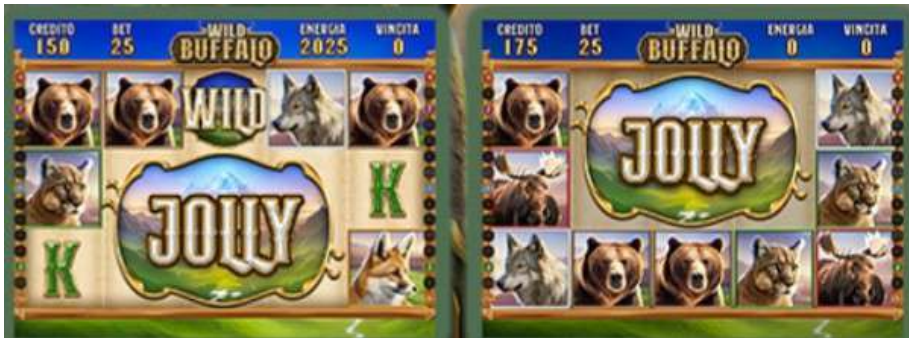 CREDITO BET WILD ENERGIA VINCITA
150 25 BUFFALO 2025 0
WILD
JOLLY
K
K
CREDITO BET WILD ENERGIA VINCITA
175 25 BUFFALO 0 0
JOLLY